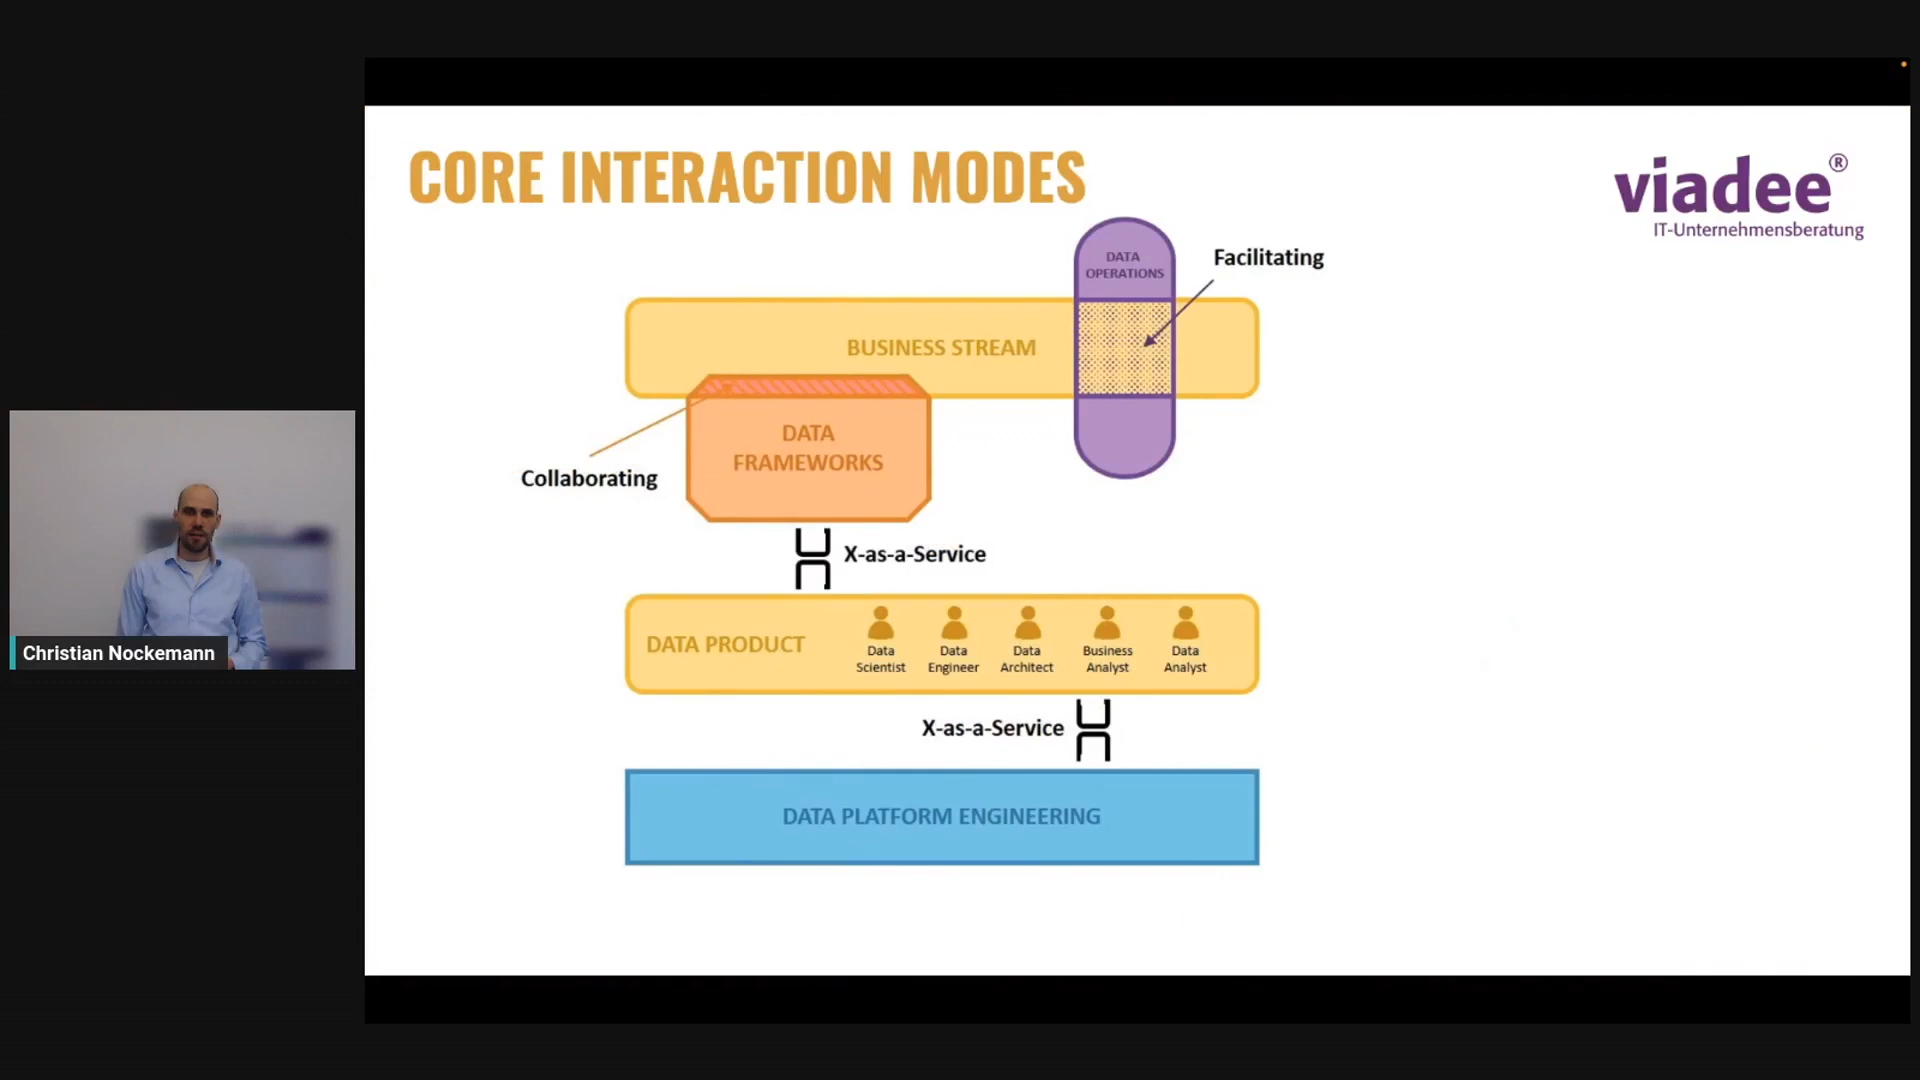 CORE INTERACTION MODES
viadee®
IT-Unternehmensberatung
DATA
OPERATIONS
Facilitating
BUSINESS STREAM
DATA
FRAMEWORKS
Collaborating
X-as-a-Service
DATA PRODUCT
Data
Scientist
Data
Engineer
Data
Architect
Business
Analyst
Data
Analyst
X-as-a-Service
DATA PLATFORM ENGINEERING
Christian Nockemann